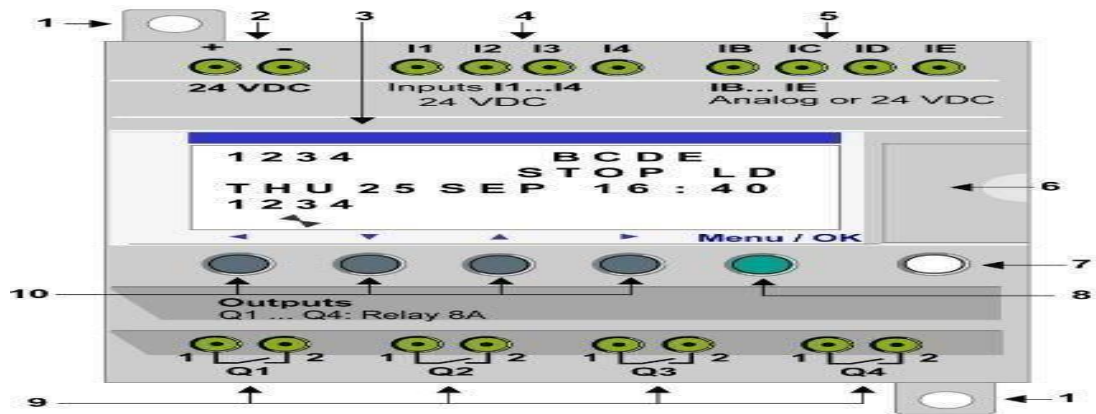 1 2 3 4 5
+ - I1 I2 I3 I4 IB IC ID IE
24 VDC Inputs I1...I4 IB... IE
24 VDC Analog or 24 VDC
1 2 3 4 B C D E
STOP LD
THU 25 SEP 16 : 40
1 2 3 4
6
Menu / OK
7
10 8
Outputs
Q1 ... Q4: Relay 8A
1 2 1 2 1 2 1 2
Q1 Q2 Q3 Q4
9 1